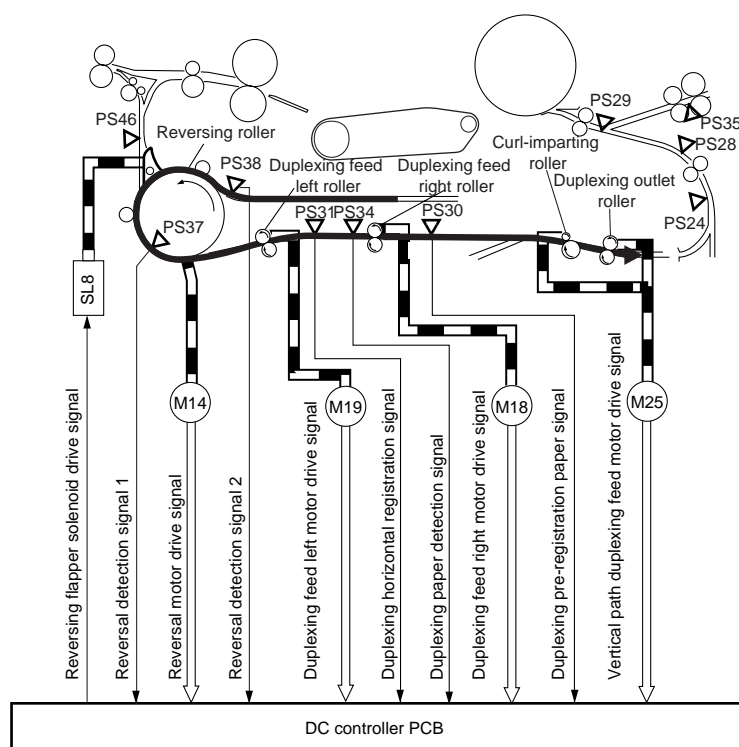 PS29
PS35
PS46
PS28
Reversing roller
Curl-imparting
roller
PS38
Duplexing feed
left roller
Duplexing feed
right roller
Duplexing outlet
roller
PS31
PS34
PS30
PS24
PS37
SL8
M14
M19
M18
M25
Reversing flapper solenoid drive signal
Reversal detection signal 1
Reversal motor drive signal
Reversal detection signal 2
Duplexing feed left motor drive signal
Duplexing horizontal registration signal
Duplexing paper detection signal
Duplexing feed right motor drive signal
Duplexing pre-registration paper signal
Vertical path duplexing feed motor drive signal
DC controller PCB